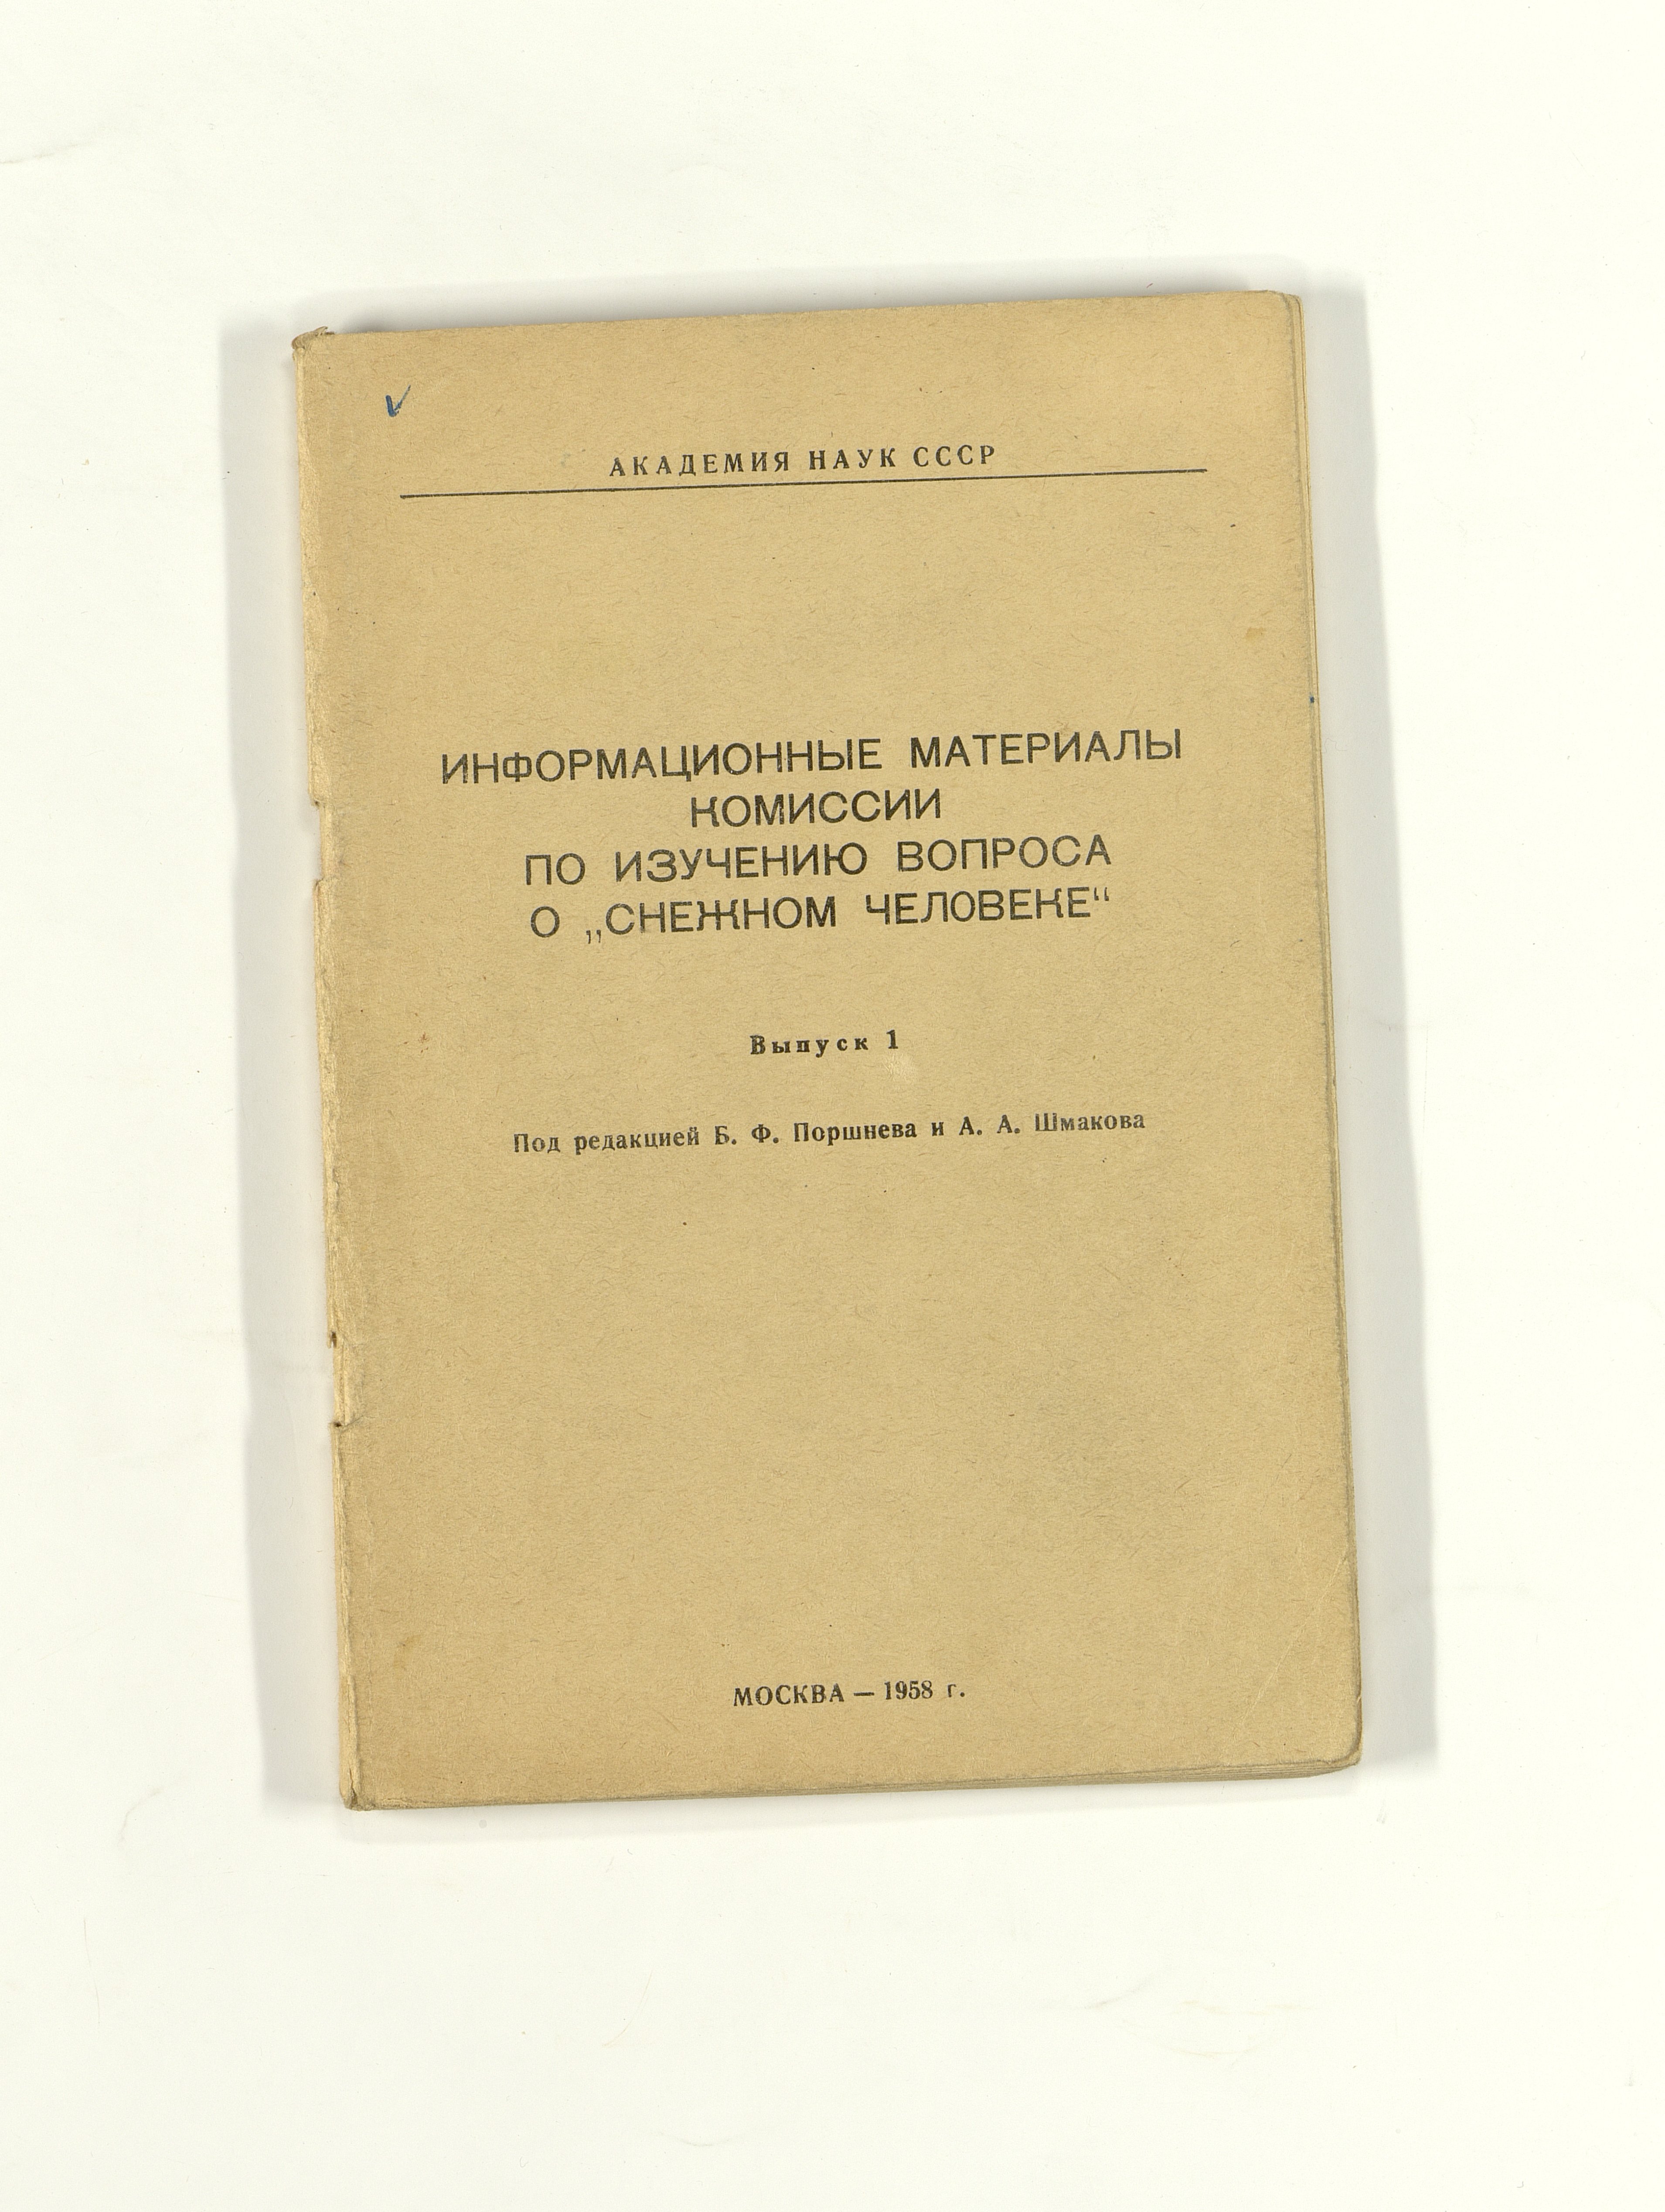 АКАДЕМИЯ НАУК СССР
ИНФОРМАЦИОННЫЕ МАТЕРИАЛЫ
КОМИССИИ
ПО ИЗУЧЕНИЮ ВОПРОСА
О „СНЕЖНОМ ЧЕЛОВЕКЕ“
Выпуск 1
Под редакцией Б. Ф. Поршнева и А. А. Шмакова
МОСКВА — 1958 г.